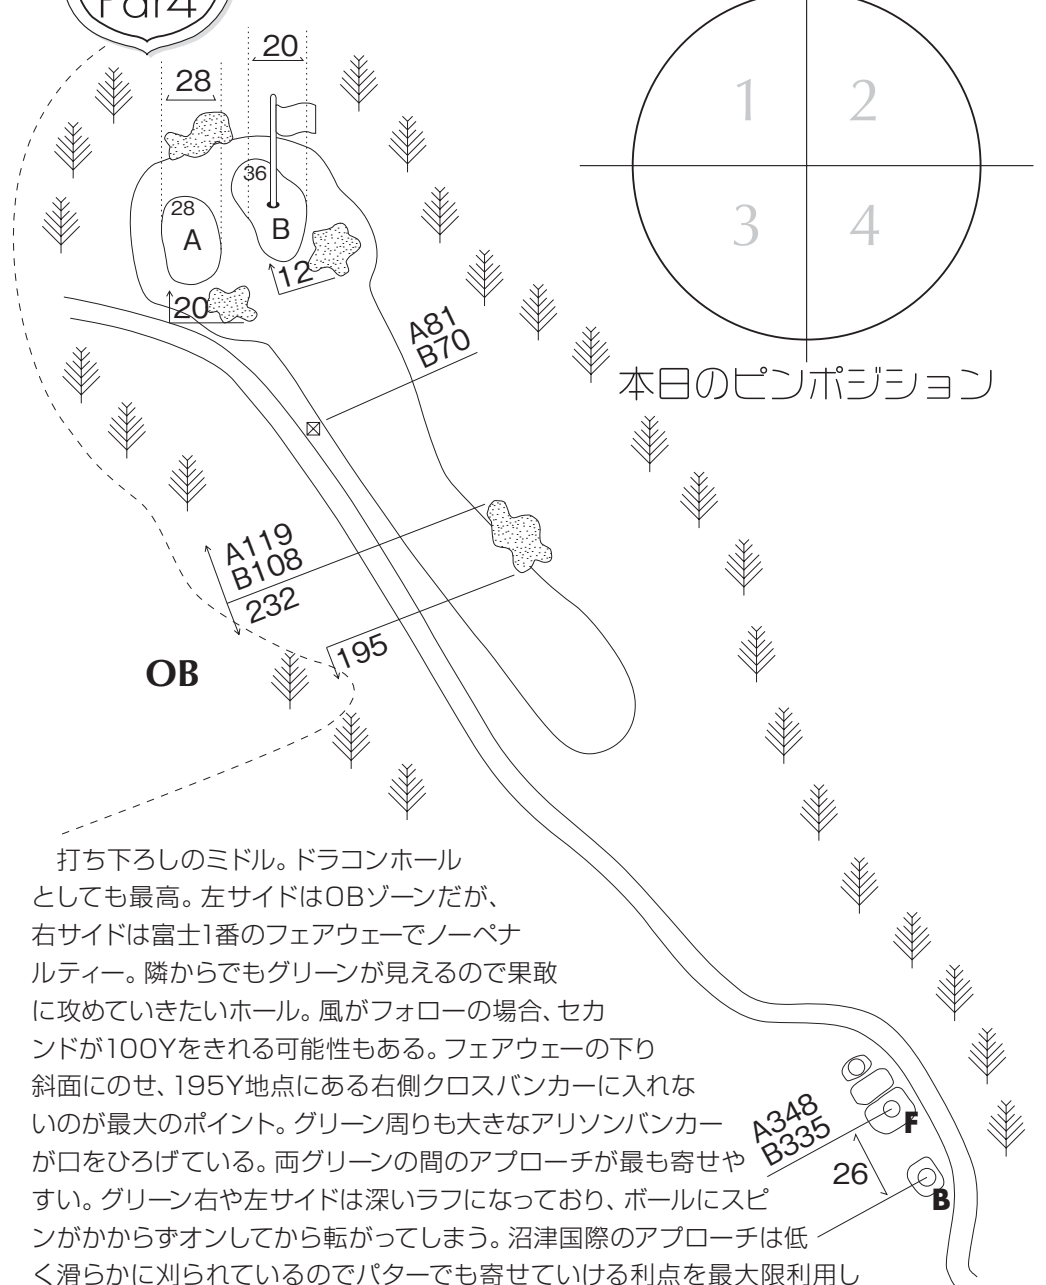 Par4
20
28
36
28
A
B
12
20
1
2
3
4
A81
B70
本日のピンポジション
A119
B108
232
195
OB
打ち下ろしのミドル。ドラコンホール
としても最高。左サイドはOBゾーンだが、
右サイドは富士1番のフェアウェーでノーペナ
ルティー。隣からでもグリーンが見えるので果敢
に攻めていきたいホール。風がフォローの場合、セカ
ンドが100Yをきれる可能性もある。フェアウェーの下り
斜面にのせ、195Y地点にある右側クロスバンカーに入れな
いのが最大のポイント。グリーン周りも大きなアリソンバンカー
が口をひろげている。両グリーンの間のアプローチが最も寄せや
すい。グリーン右や左サイドは深いラフになっており、ボールにスピ
ンがかからずオンしてから転がってしまう。沼津国際のアプローチは低
く滑らかに刈られているのでパターでも寄せていける利点を最大限利用し
A348
B335
F
26
B